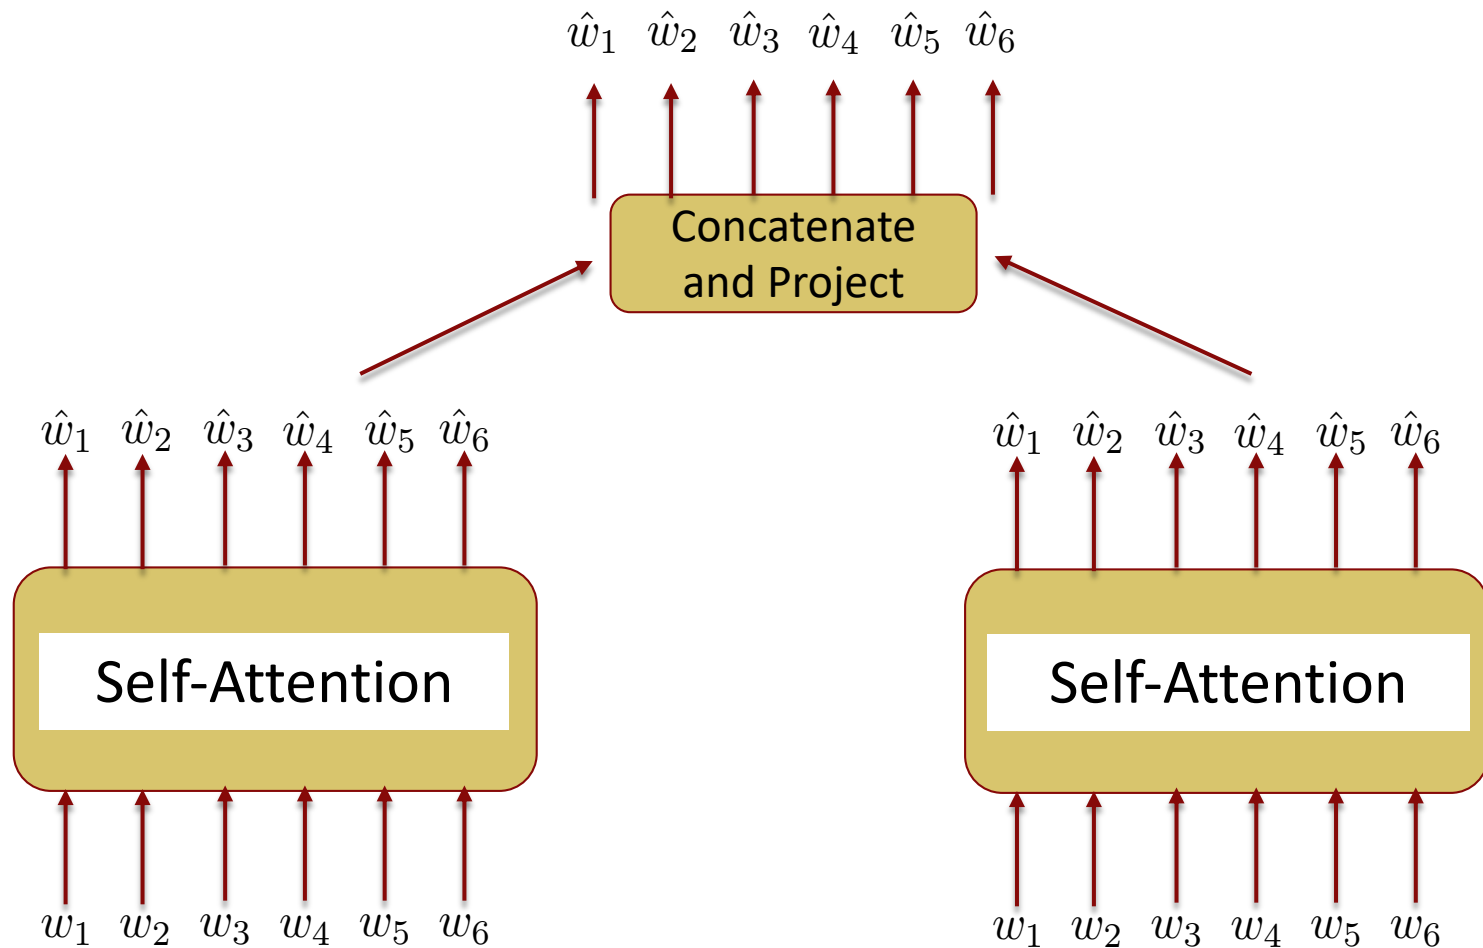 ŵ₁ ŵ₂ ŵ₃ ŵ₄ ŵ₅ ŵ₆
Concatenate
and Project
ŵ₁ ŵ₂ ŵ₃ ŵ₄ ŵ₅ ŵ₆
ŵ₁ ŵ₂ ŵ₃ ŵ₄ ŵ₅ ŵ₆
Self-Attention
Self-Attention
w₁ w₂ w₃ w₄ w₅ w₆
w₁ w₂ w₃ w₄ w₅ w₆